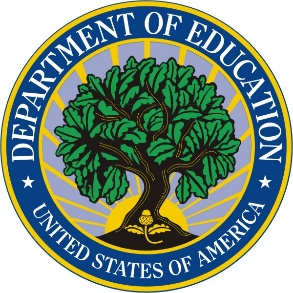 DEPARTMENT OF EDUCATION
UNITED STATES OF AMERICA